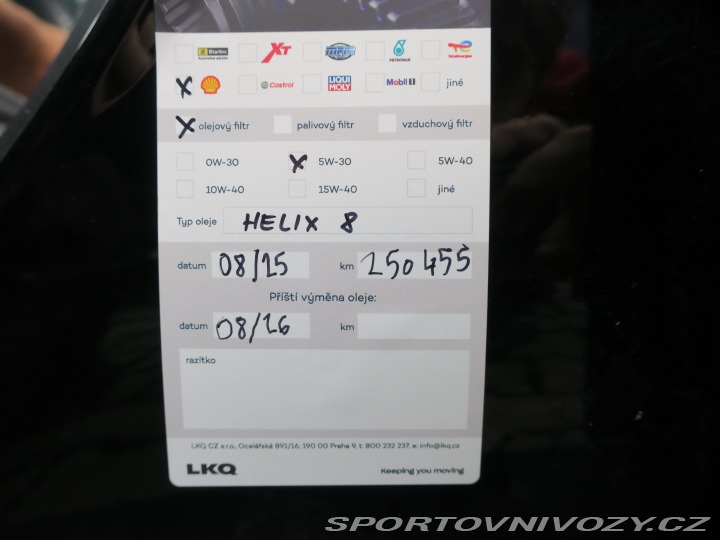 Starline XT PETRONAS TotalEnergies
X Castrol LIQUI MOLY Mobil 1 jiné
X olejový filtr palivový filtr vzduchový filtr
0W-30 X 5W-30 5W-40
10W-40 15W-40 jiné
Typ oleje HELIX 8
datum 08/25 km 250 455
Příští výměna oleje:
datum 08/26 km
razítko
LKQ CZ s.r.o., Ocelářská 891/16, 190 00 Praha 9, t: 800 232 237, e: info@lkq.cz
LKQ Keeping you moving
SPORTOVNIVOZY.CZ